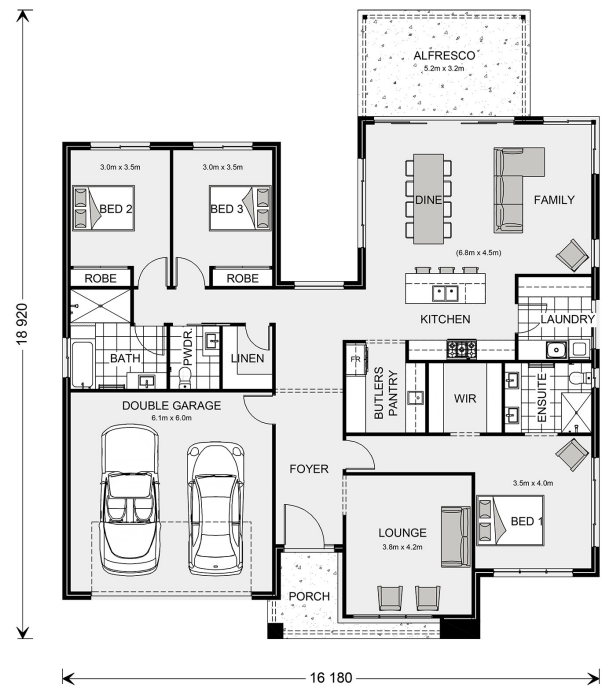 ALFRESCO
5.2m x 3.2m
3.0m x 3.5m
3.0m x 3.5m
BED 2
BED 3
DINE
FAMILY
(6.8m x 4.5m)
ROBE
ROBE
KITCHEN
LAUNDRY
18 920
BATH
PWDR.
LINEN
FR
BUTLERS
PANTRY
WIR
ENSUITE
DOUBLE GARAGE
6.1m x 6.0m
FOYER
3.5m x 4.0m
BED 1
LOUNGE
3.8m x 4.2m
PORCH
16 180